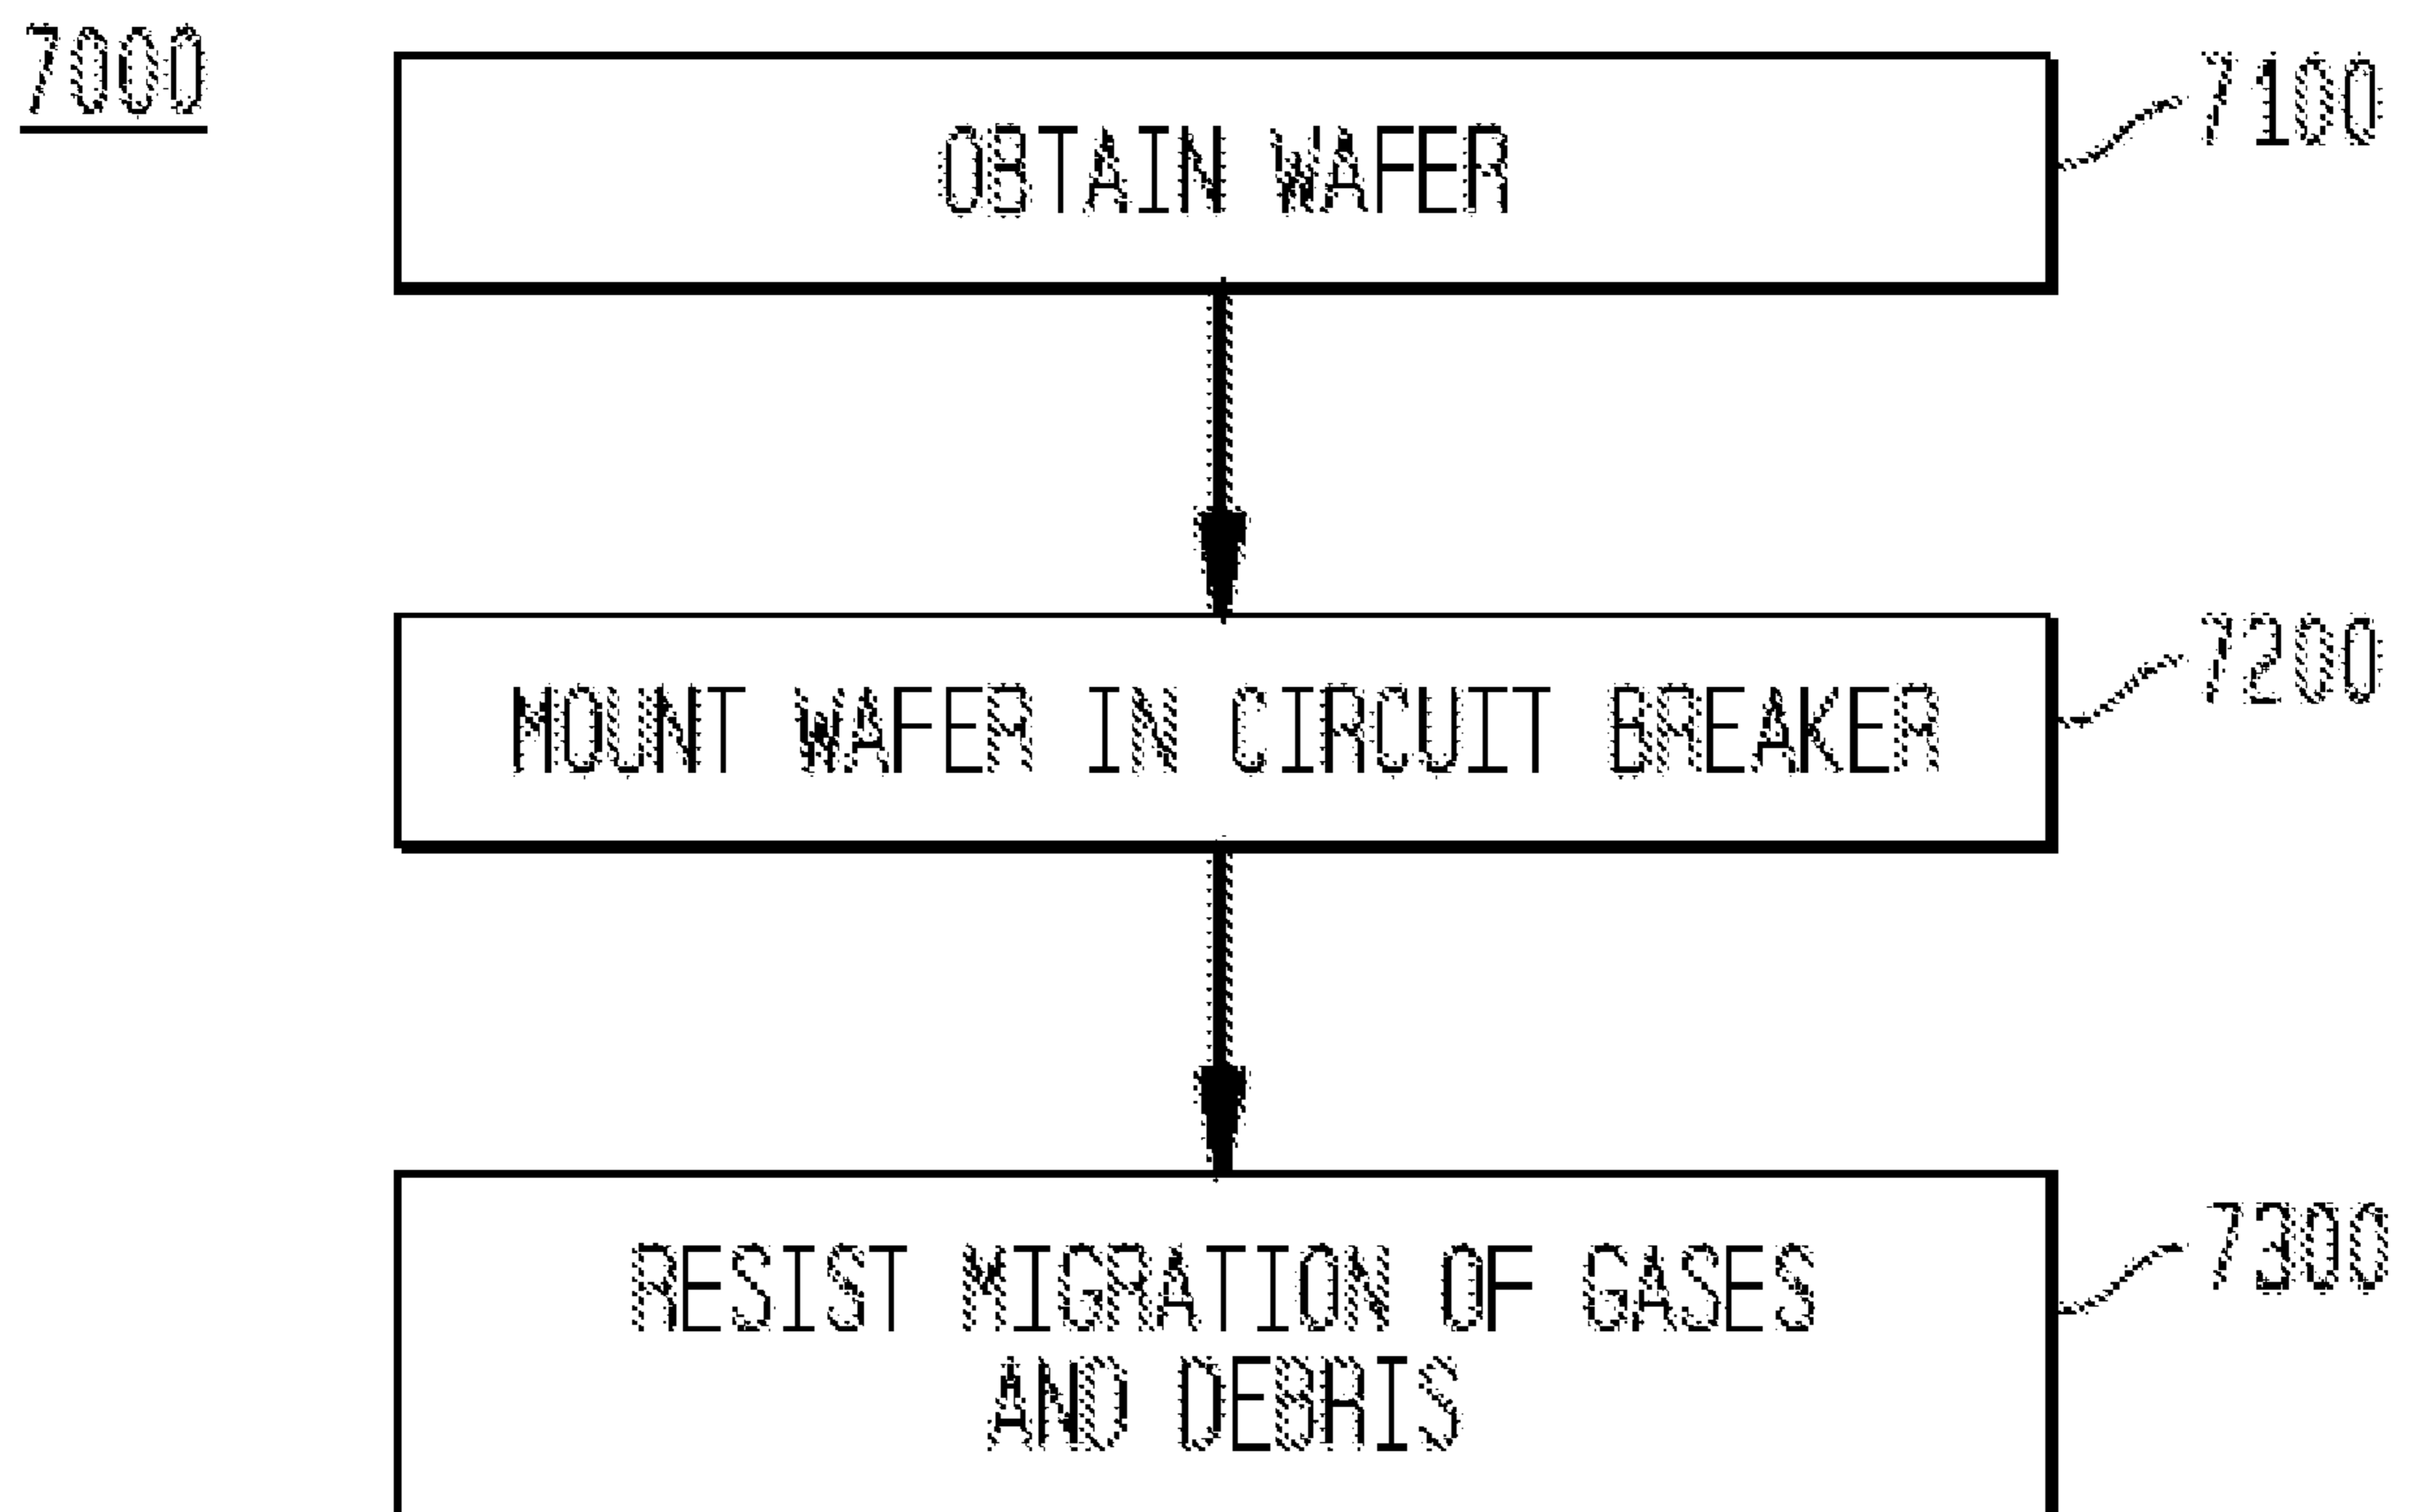 7000
OBTAIN WAFER
7100
MOUNT WAFER IN CIRCUIT BREAKER
7200
RESIST MIGRATION OF GASES
AND DEBRIS
7300